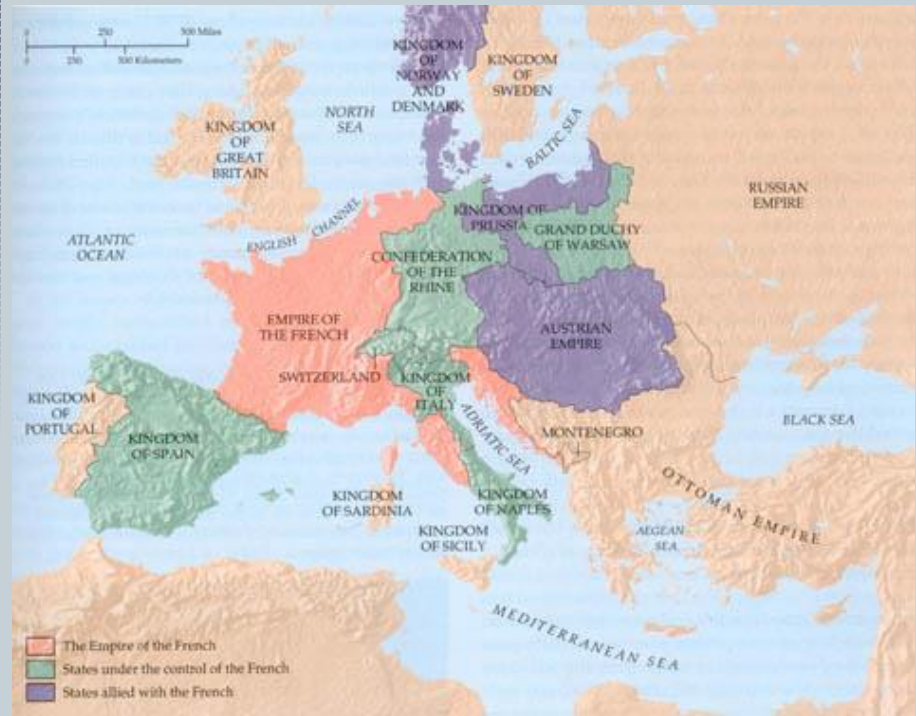 0 250 500 Miles
0 250 500 Kilometers
KINGDOM
OF
NORWAY
AND
DENMARK
KINGDOM
OF
SWEDEN
NORTH
SEA
KINGDOM
OF
GREAT
BRITAIN
BALTIC SEA
RUSSIAN
EMPIRE
ENGLISH CHANNEL
KINGDOM OF
PRUSSIA
GRAND DUCHY
OF WARSAW
ATLANTIC
OCEAN
CONFEDERATION
OF THE
RHINE
EMPIRE OF
THE FRENCH
AUSTRIAN
EMPIRE
SWITZERLAND
KINGDOM
OF
ITALY
KINGDOM
OF
PORTUGAL
KINGDOM
OF SPAIN
ADRIATIC SEA
MONTENEGRO
BLACK SEA
OTTOMAN EMPIRE
KINGDOM
OF SARDINIA
KINGDOM
OF NAPLES
KINGDOM
OF SICILY
AEGEAN
SEA
MEDITERRANEAN SEA
The Empire of the French
States under the control of the French
States allied with the French